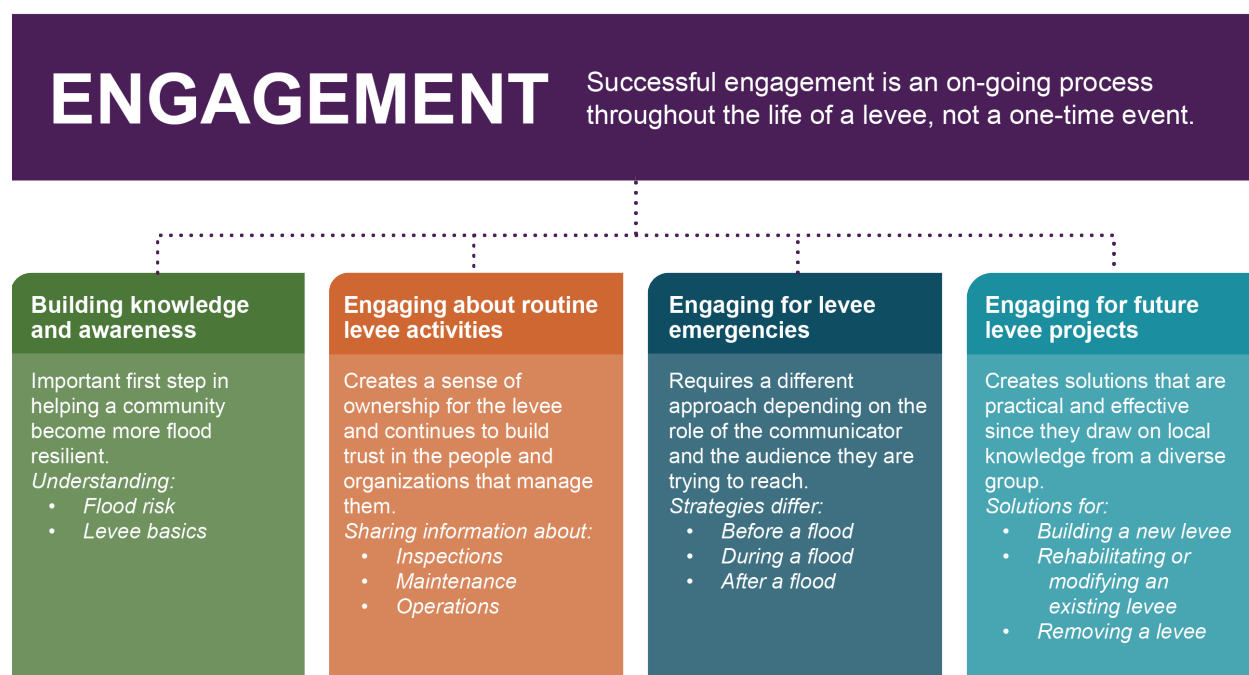 ENGAGEMENT
Successful engagement is an on-going process
throughout the life of a levee, not a one-time event.
Building knowledge
and awareness
Important first step in
helping a community
become more flood
resilient.
Understanding:
• Flood risk
• Levee basics
Engaging about routine
levee activities
Creates a sense of
ownership for the levee
and continues to build
trust in the people and
organizations that manage
them.
Sharing information about:
• Inspections
• Maintenance
• Operations
Engaging for levee
emergencies
Requires a different
approach depending on the
role of the communicator
and the audience they are
trying to reach.
Strategies differ:
• Before a flood
• During a flood
• After a flood
Engaging for future
levee projects
Creates solutions that are
practical and effective
since they draw on local
knowledge from a diverse
group.
Solutions for:
• Building a new levee
• Rehabilitating or
modifying an
existing levee
• Removing a levee